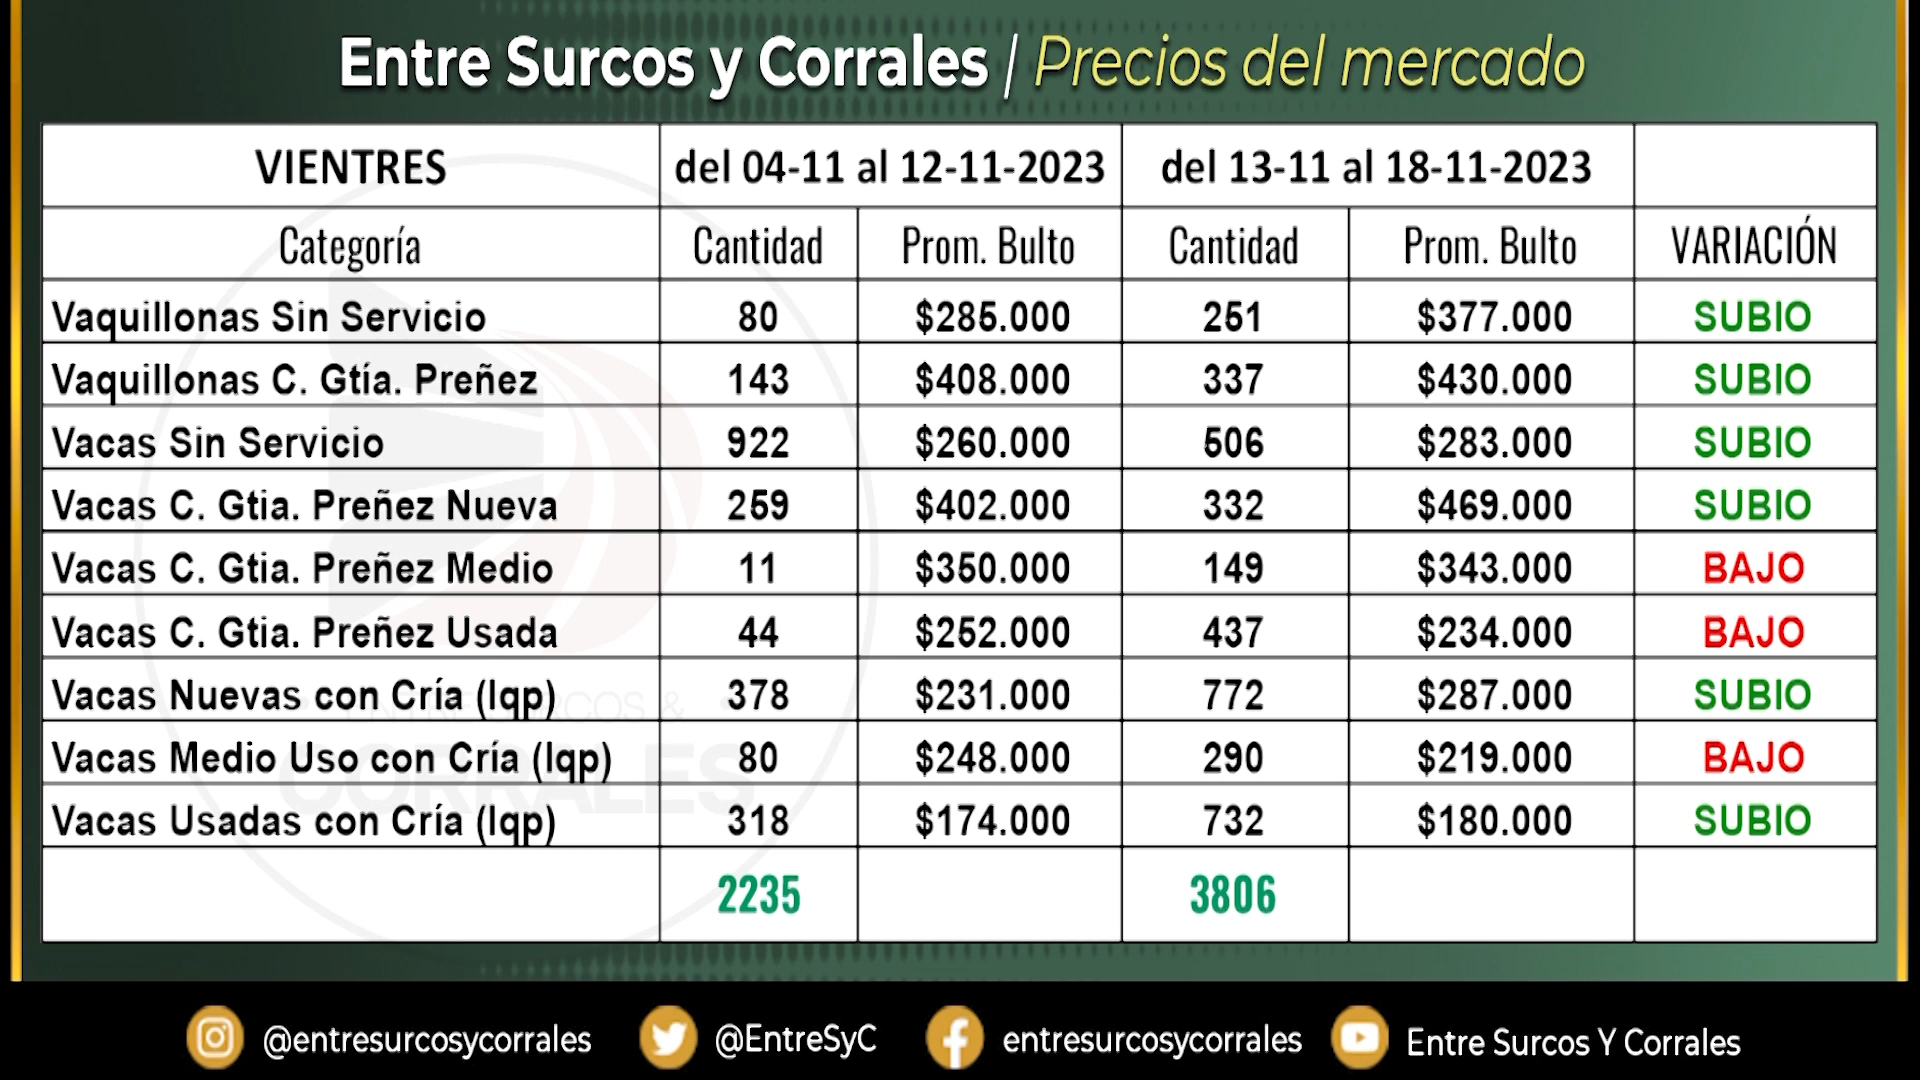 Entre Surcos y Corrales | Precios del mercado
VIENTRES del 04-11 al 12-11-2023 del 13-11 al 18-11-2023
Categoría Cantidad Prom. Bulto Cantidad Prom. Bulto VARIACIÓN
Vaquillonas Sin Servicio 80 $285.000 251 $377.000 SUBIO
Vaquillonas C. Gtía. Preñez 143 $408.000 337 $430.000 SUBIO
Vacas Sin Servicio 922 $260.000 506 $283.000 SUBIO
Vacas C. Gtia. Preñez Nueva 259 $402.000 332 $469.000 SUBIO
Vacas C. Gtia. Preñez Medio 11 $350.000 149 $343.000 BAJO
Vacas C. Gtia. Preñez Usada 44 $252.000 437 $234.000 BAJO
Vacas Nuevas con Cría (lqp) 378 $231.000 772 $287.000 SUBIO
Vacas Medio Uso con Cría (lqp) 80 $248.000 290 $219.000 BAJO
Vacas Usadas con Cría (lqp) 318 $174.000 732 $180.000 SUBIO
2235 3806
ENTRE SURCOS &
CORRALES
@entresurcosycorrales @EntreSyC entresurcosycorrales Entre Surcos Y Corrales